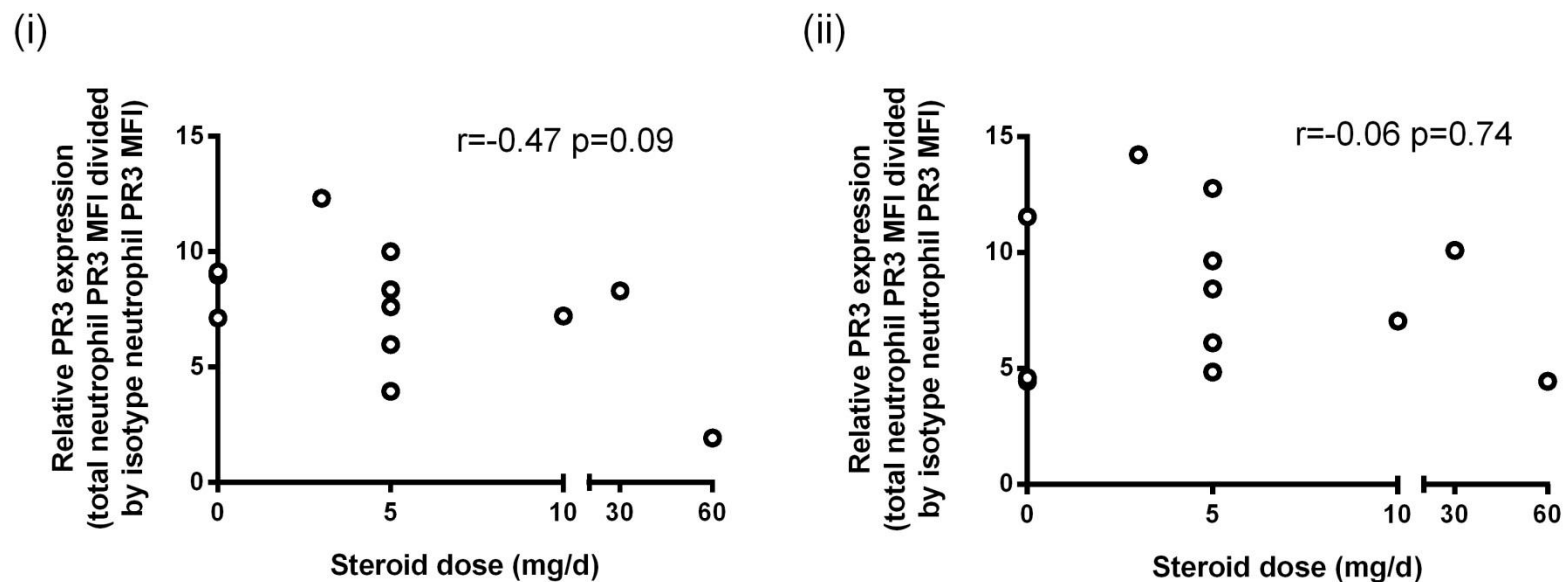 (i)
r=-0.47 p=0.09
Relative PR3 expression
(total neutrophil PR3 MFI divided
by isotype neutrophil PR3 MFI)
15
10
5
0
0 5 10 30 60
Steroid dose (mg/d)
(ii)
r=-0.06 p=0.74
Relative PR3 expression
(total neutrophil PR3 MFI divided
by isotype neutrophil PR3 MFI)
15
10
5
0
0 5 10 30 60
Steroid dose (mg/d)